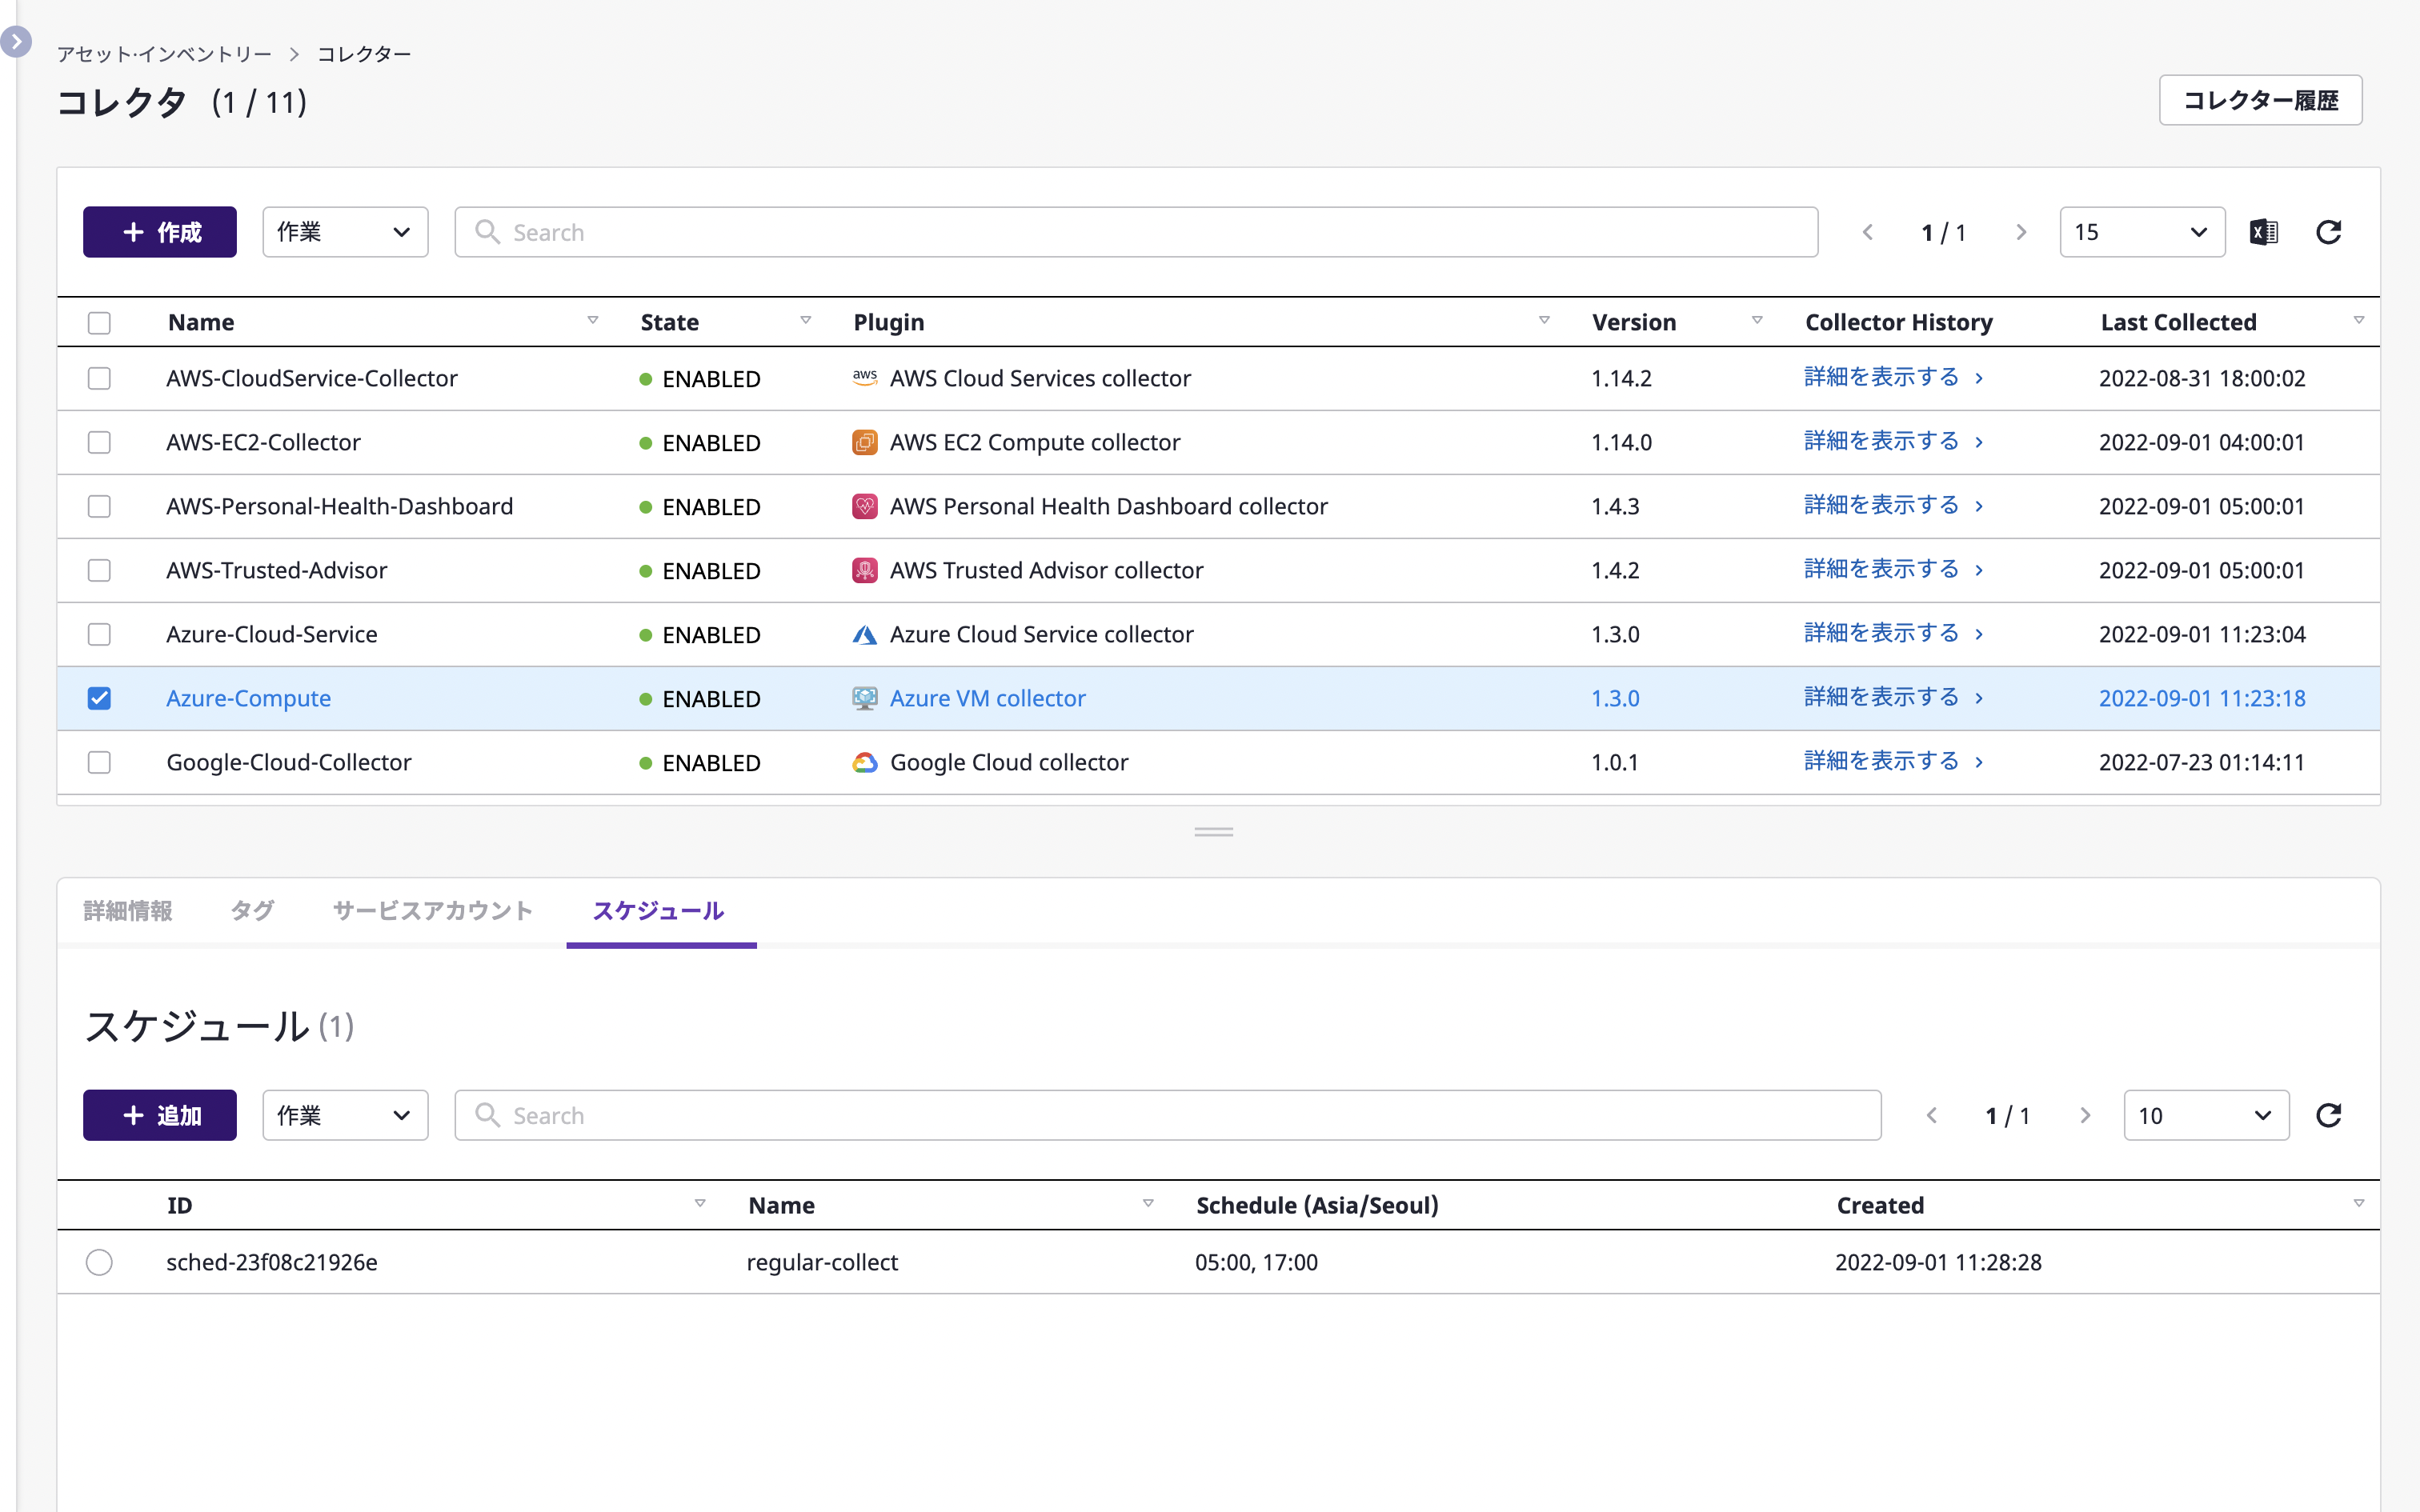 アセット·インベントリー > コレクター
コレクタ (1 / 11)
コレクター履歴
+ 作成 作業 Search 1 / 1 15
Name State Plugin Version Collector History Last Collected
AWS-CloudService-Collector ENABLED aws AWS Cloud Services collector 1.14.2 詳細を表示する 2022-08-31 18:00:02
AWS-EC2-Collector ENABLED AWS EC2 Compute collector 1.14.0 詳細を表示する 2022-09-01 04:00:01
AWS-Personal-Health-Dashboard ENABLED AWS Personal Health Dashboard collector 1.4.3 詳細を表示する 2022-09-01 05:00:01
AWS-Trusted-Advisor ENABLED AWS Trusted Advisor collector 1.4.2 詳細を表示する 2022-09-01 05:00:01
Azure-Cloud-Service ENABLED Azure Cloud Service collector 1.3.0 詳細を表示する 2022-09-01 11:23:04
Azure-Compute ENABLED Azure VM collector 1.3.0 詳細を表示する 2022-09-01 11:23:18
Google-Cloud-Collector ENABLED Google Cloud collector 1.0.1 詳細を表示する 2022-07-23 01:14:11
詳細情報 タグ サービスアカウント スケジュール
スケジュール (1)
+ 追加 作業 Search 1 / 1 10
ID Name Schedule (Asia/Seoul) Created
sched-23f08c21926e regular-collect 05:00, 17:00 2022-09-01 11:28:28